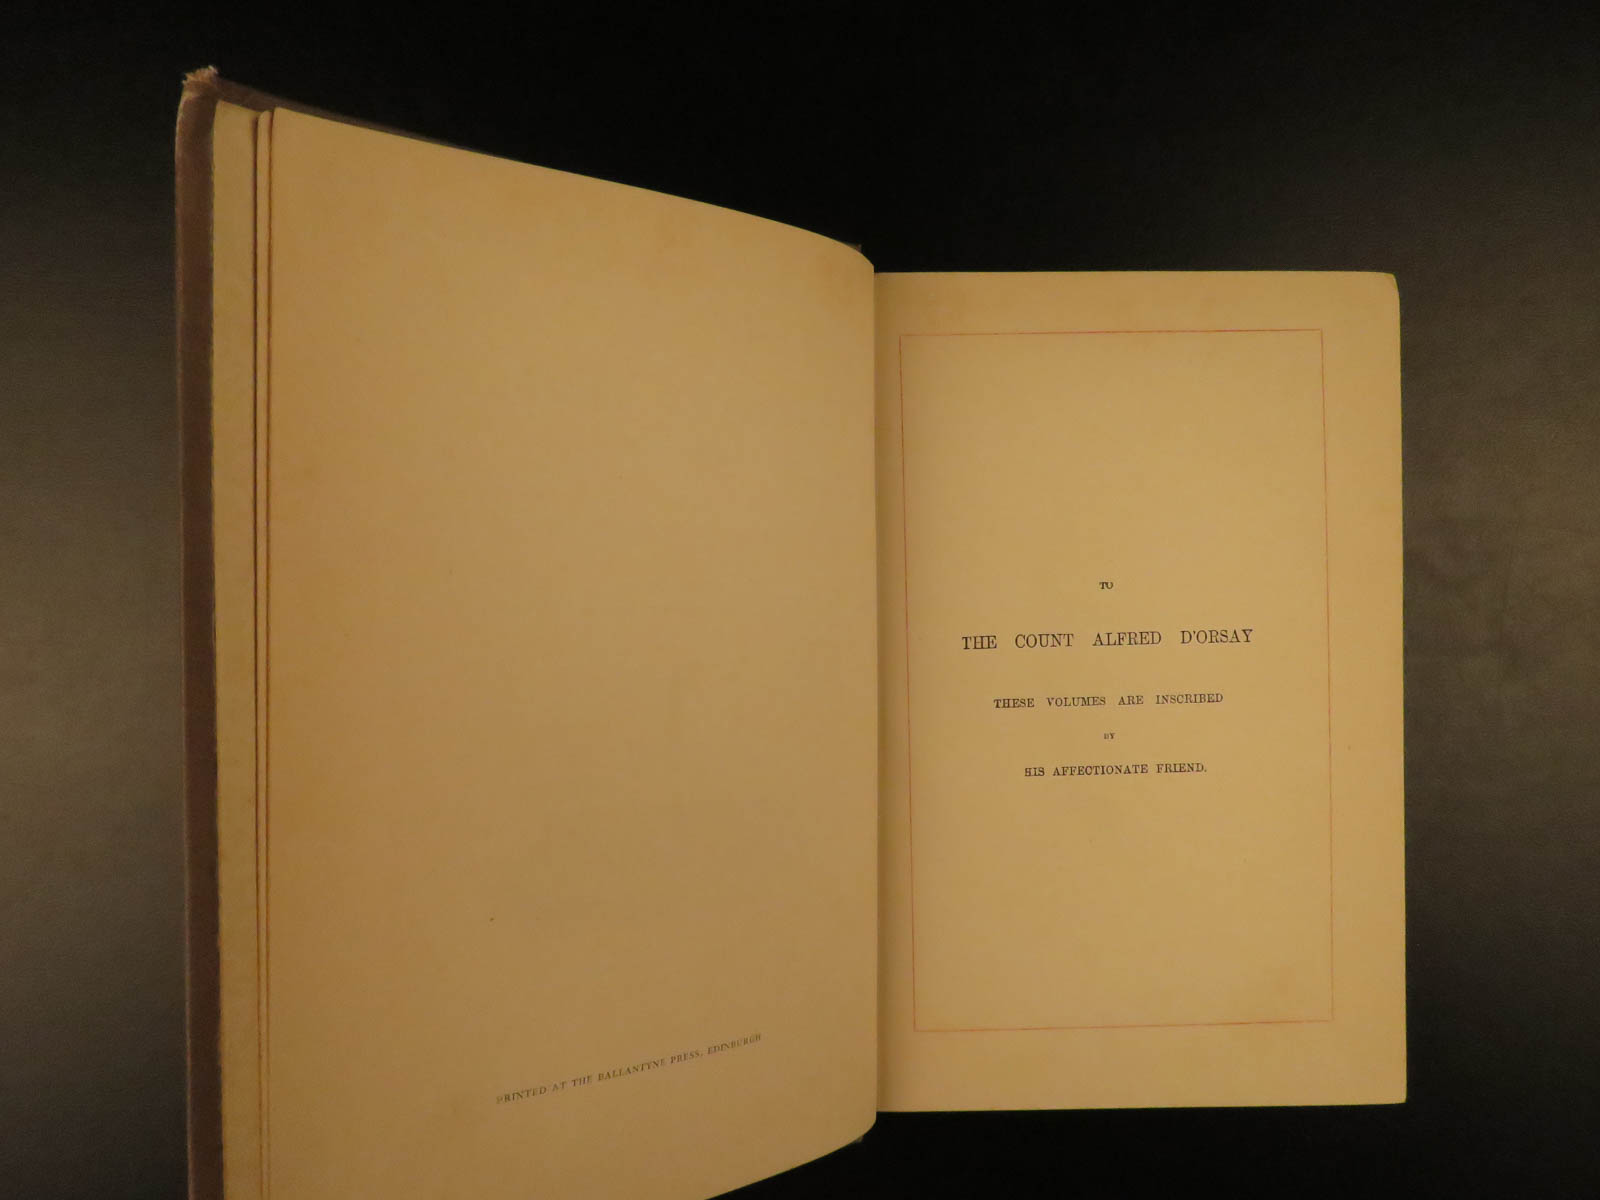 PRINTED AT THE BALLANTYNE PRESS, EDINBURGH
TO
THE COUNT ALFRED D'ORSAY
THESE VOLUMES ARE INSCRIBED
BY
HIS AFFECTIONATE FRIEND.